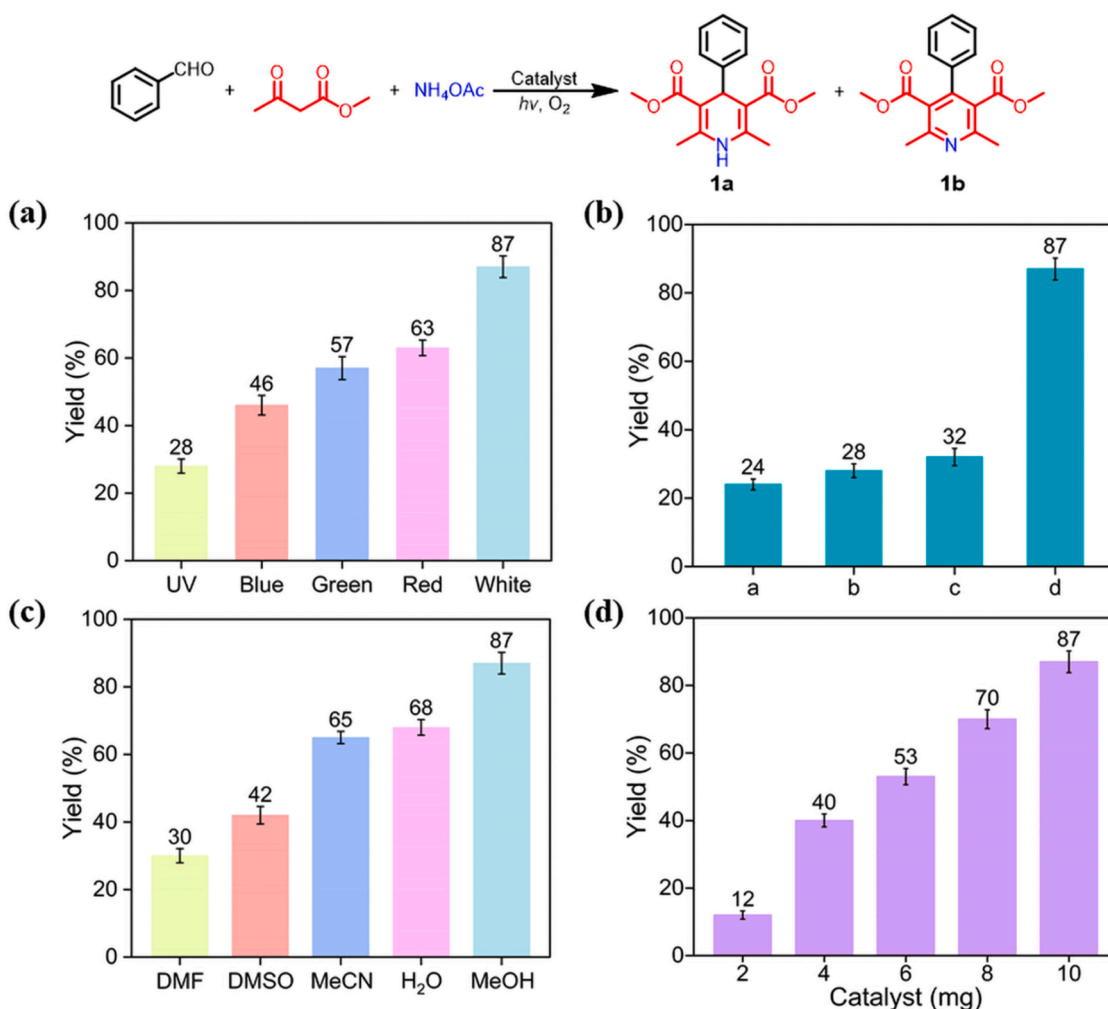 CHO
+
O O
O
+
NH4OAc
Catalyst
hv, O2
O O
O O
N
H
1a
+
O O
O O
N
1b
(a)
100
80
60
40
20
0
Yield (%)
28
46
57
63
87
UV Blue Green Red White
(b)
100
80
60
40
20
0
Yield (%)
24
28
32
87
a b c d
(c)
100
80
60
40
20
0
Yield (%)
30
42
65
68
87
DMF DMSO MeCN H2O MeOH
(d)
100
80
60
40
20
0
Yield (%)
12
40
53
70
87
2 4 6 8 10
Catalyst (mg)